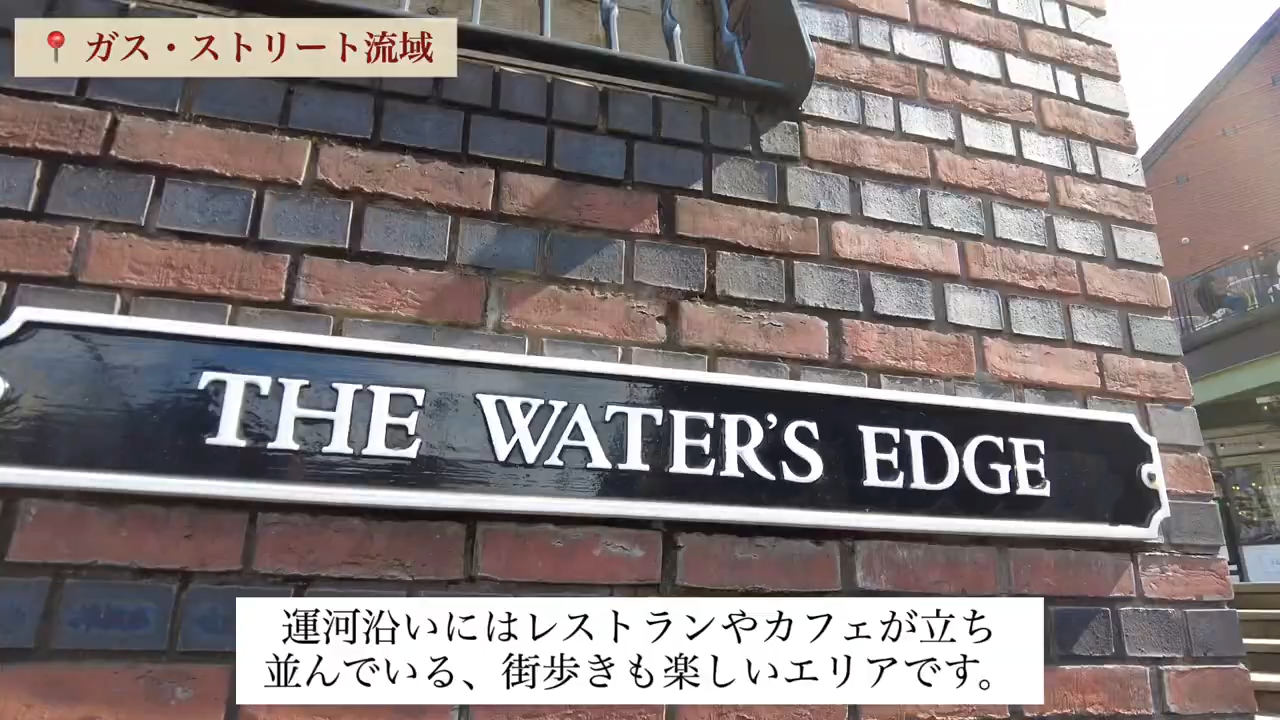 📍 ガス・ストリート流域
THE WATER'S EDGE
運河沿いにはレストランやカフェが立ち
並んでいる、街歩きも楽しいエリアです。